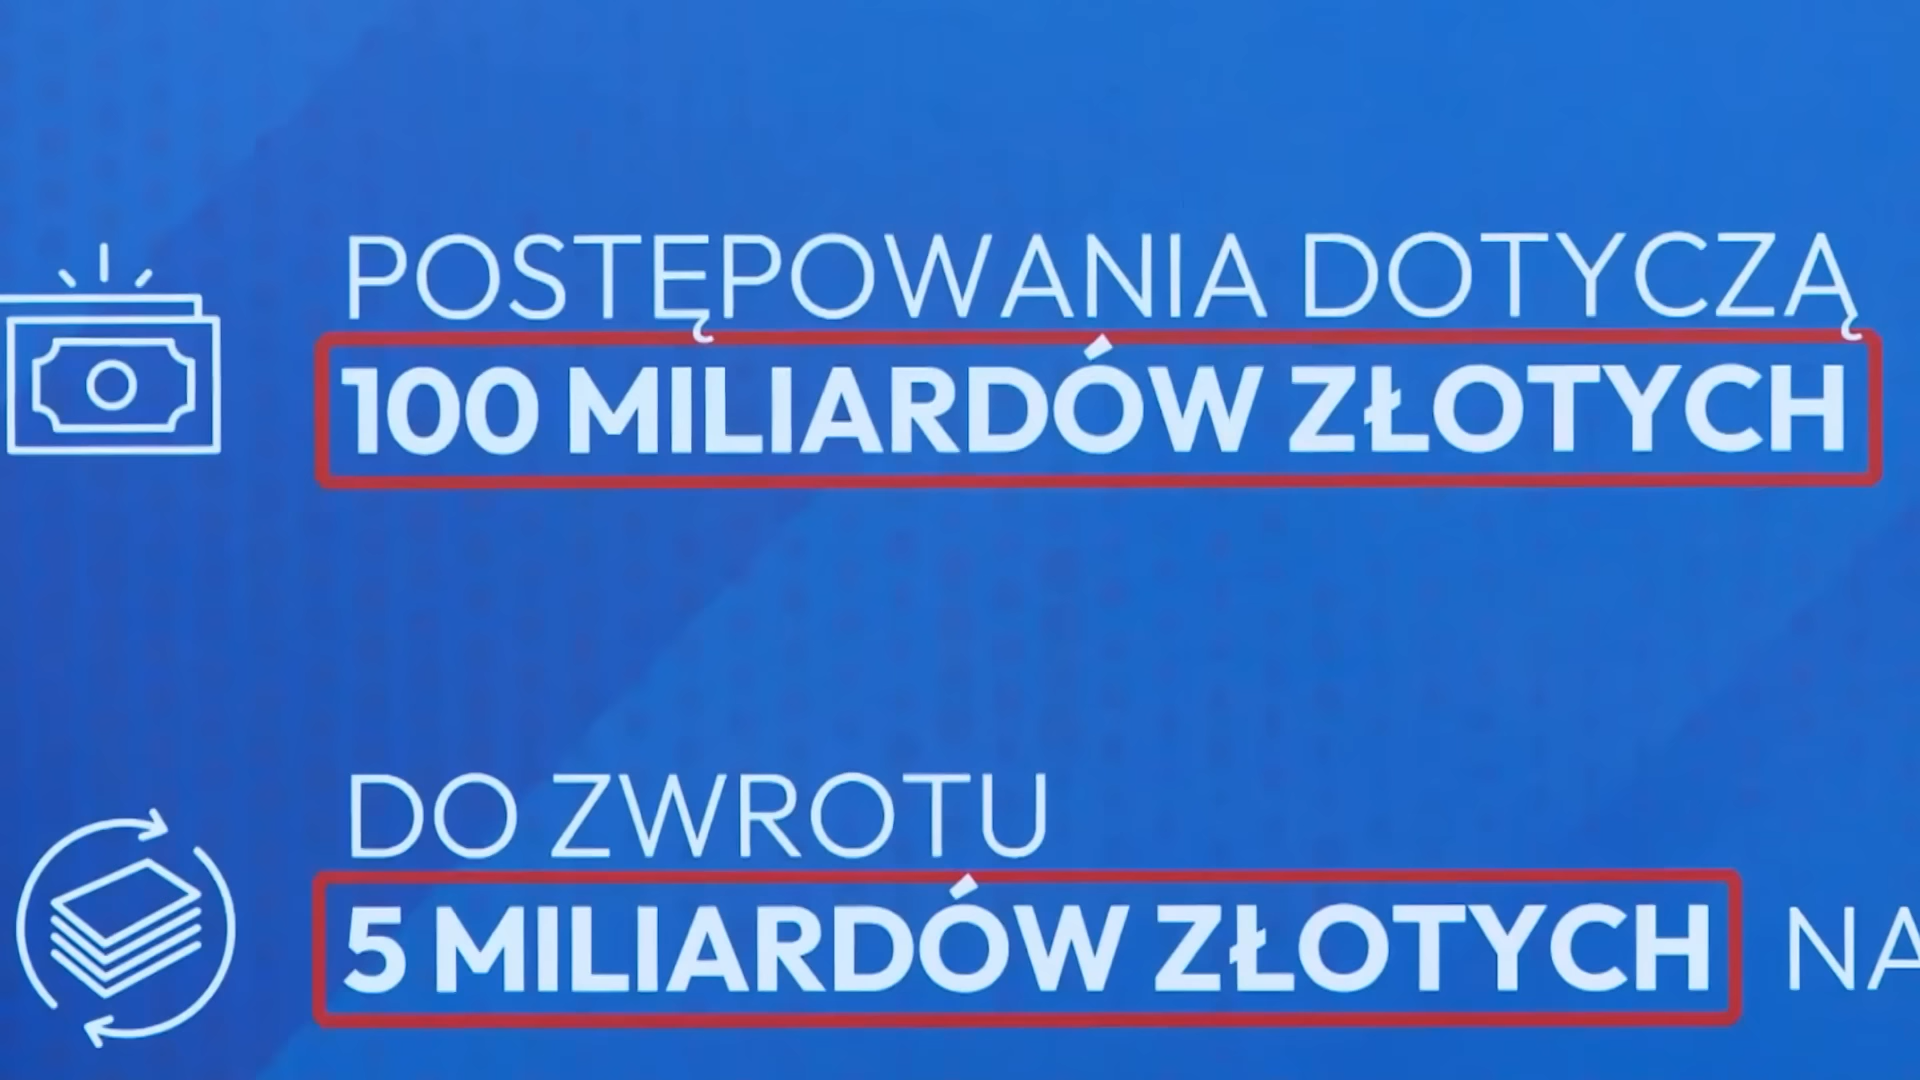 POSTĘPOWANIA DOTYCZĄ
100 MILIARDÓW ZŁOTYCH
DO ZWROTU
5 MILIARDÓW ZŁOTYCH NA